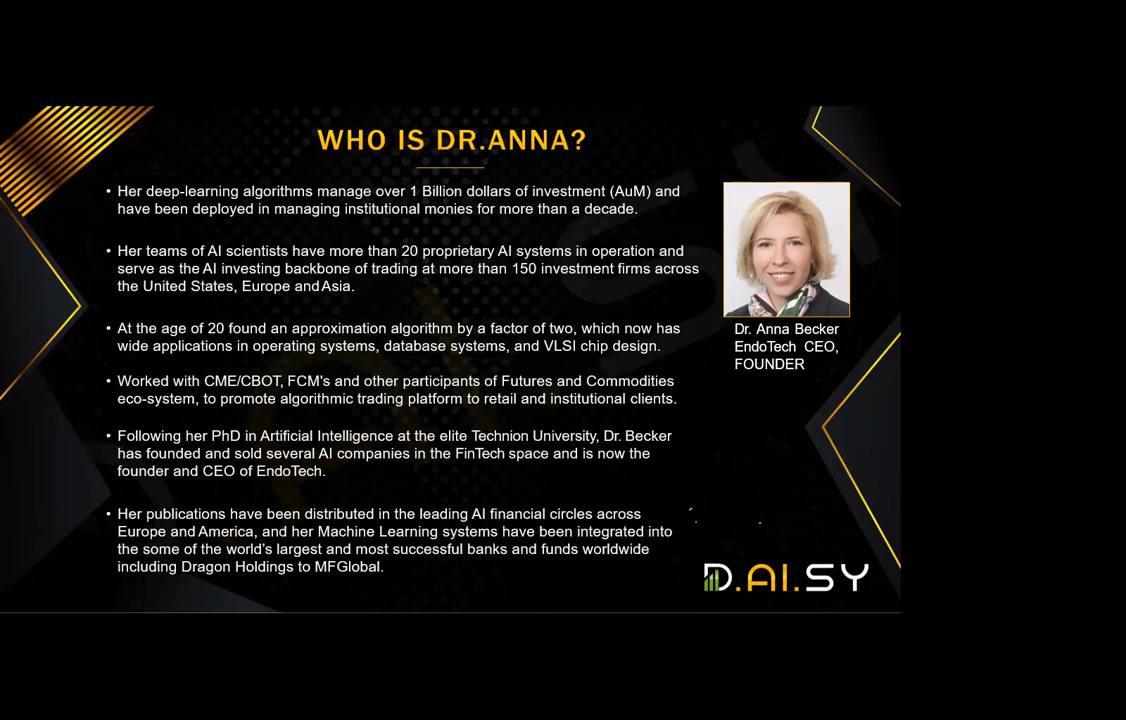 WHO IS DR.ANNA?
• Her deep-learning algorithms manage over 1 Billion dollars of investment (AuM) and
have been deployed in managing institutional monies for more than a decade.
• Her teams of AI scientists have more than 20 proprietary AI systems in operation and
serve as the AI investing backbone of trading at more than 150 investment firms across
the United States, Europe and Asia.
• At the age of 20 found an approximation algorithm by a factor of two, which now has
wide applications in operating systems, database systems, and VLSI chip design.
• Worked with CME/CBOT, FCM's and other participants of Futures and Commodities
eco-system, to promote algorithmic trading platform to retail and institutional clients.
• Following her PhD in Artificial Intelligence at the elite Technion University, Dr. Becker
has founded and sold several AI companies in the FinTech space and is now the
founder and CEO of EndoTech.
• Her publications have been distributed in the leading AI financial circles across
Europe and America, and her Machine Learning systems have been integrated into
the some of the world's largest and most successful banks and funds worldwide
including Dragon Holdings to MFGlobal.
Dr. Anna Becker
EndoTech CEO,
FOUNDER
D.AI.SY